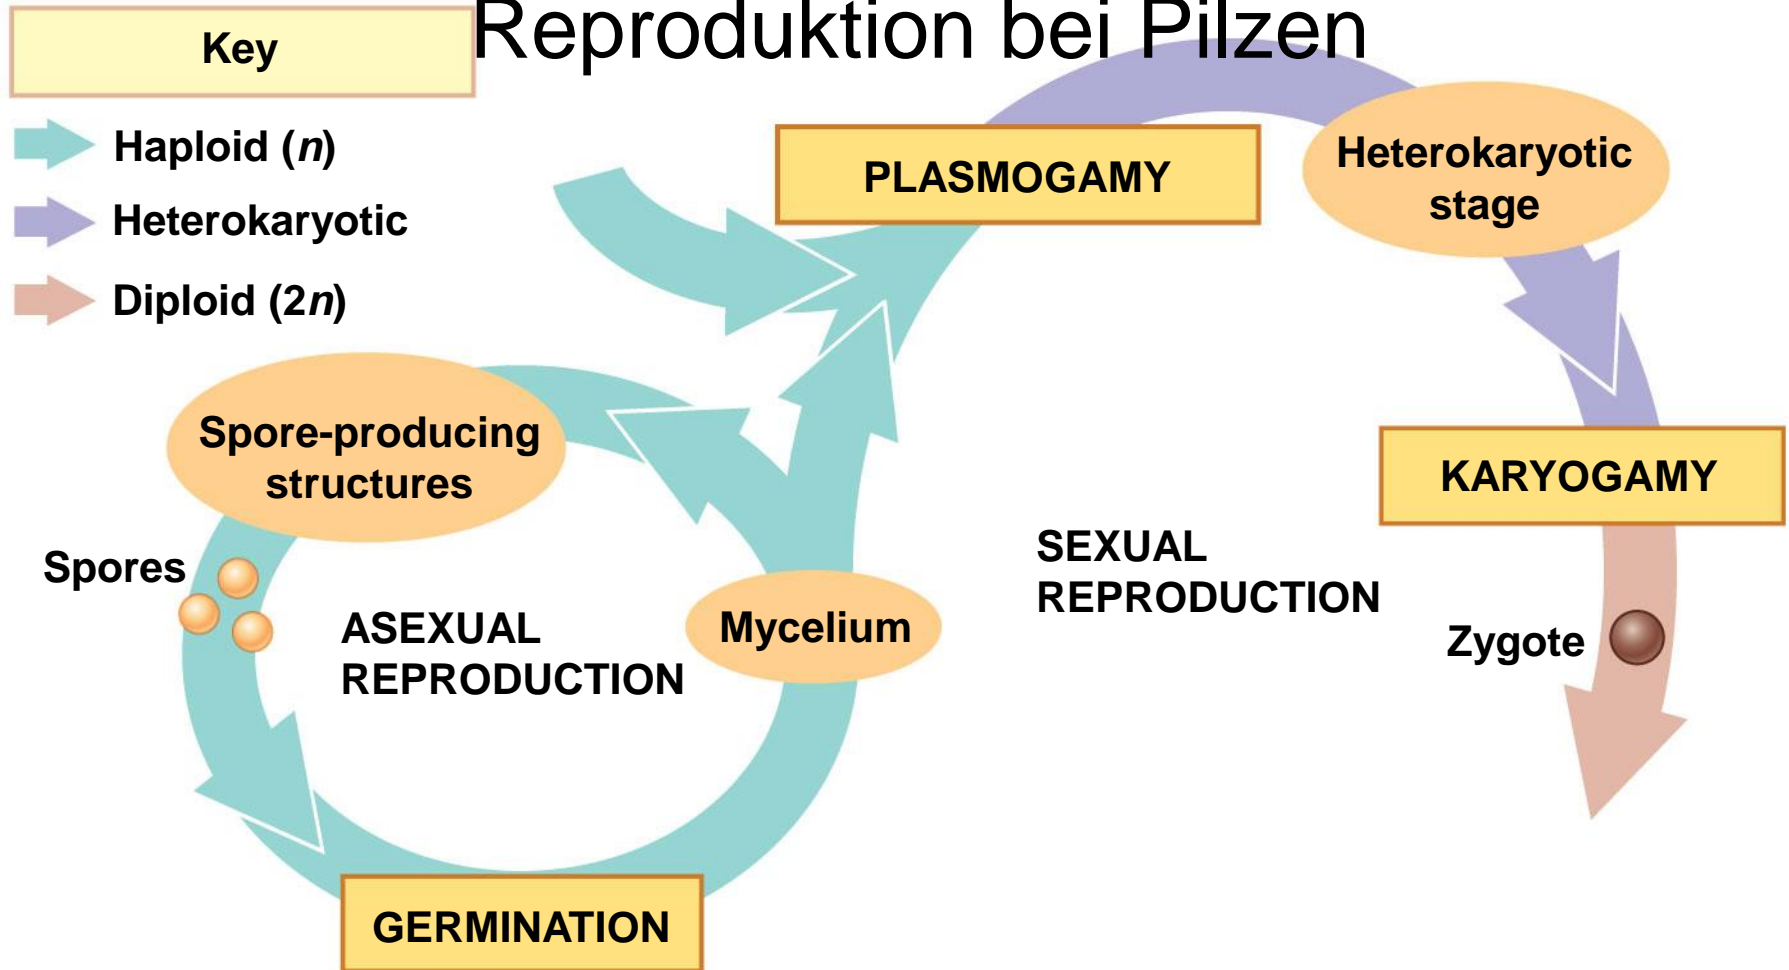 Reproduktion bei Pilzen
Key
Haploid (n)
Heterokaryotic
Diploid (2n)
PLASMOGAMY
Heterokaryotic
stage
Spore-producing
structures
KARYOGAMY
Spores
SEXUAL
REPRODUCTION
ASEXUAL
REPRODUCTION
Mycelium
Zygote
GERMINATION